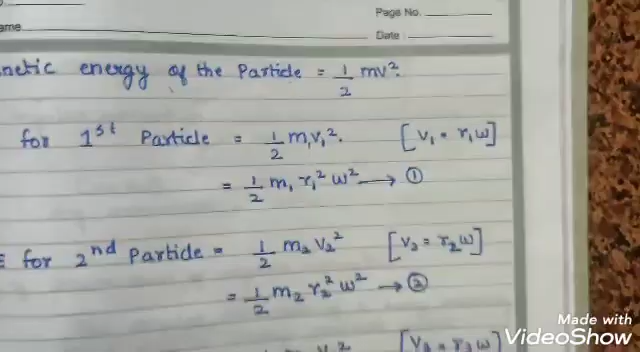 Page No.
Date :
netic energy of the Particle = 1/2 mv².
for 1st Particle = 1/2 m₁v₁². [v₁ = r₁ω]
= 1/2 m₁ r₁² ω² → ①
E for 2nd Particle = 1/2 m₂ v₂² [v₂ = r₂ω]
= 1/2 m₂ r₂² ω² → ②
Made with
VideoShow